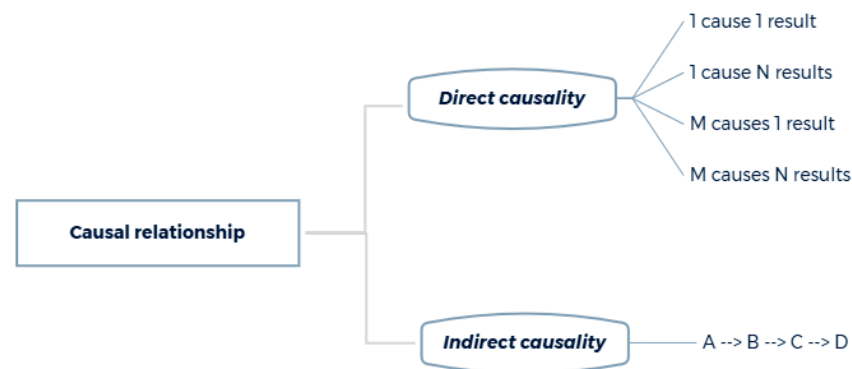 1 cause 1 result
1 cause N results
Direct causality
M causes 1 result
M causes N results
Causal relationship
Indirect causality
A --> B --> C --> D